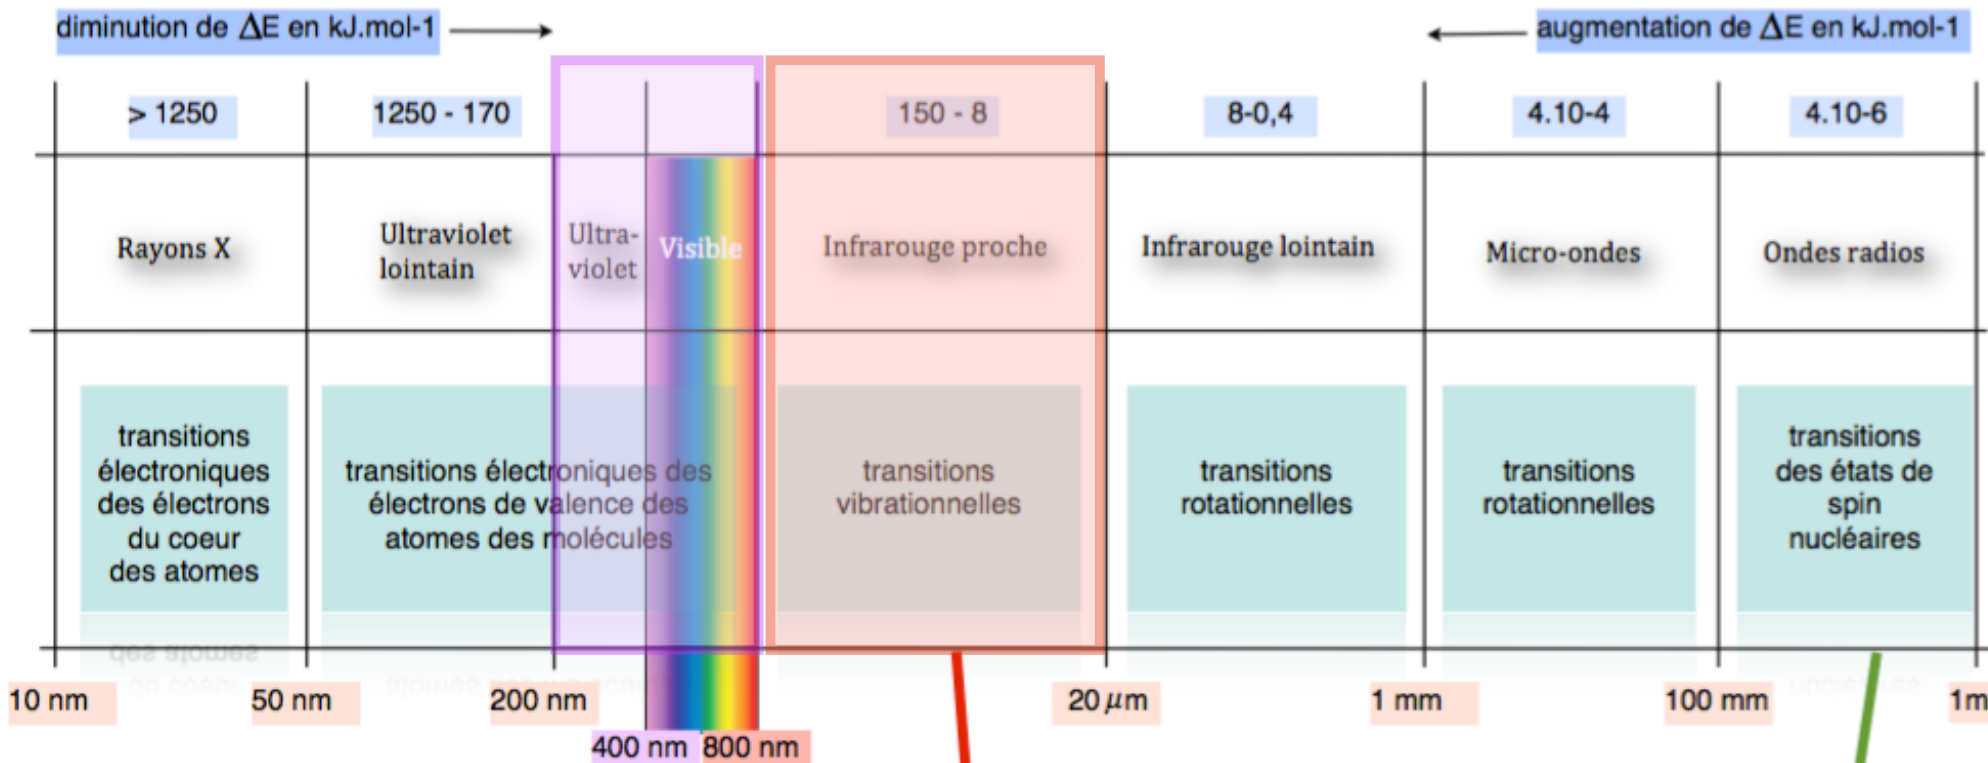 diminution de ΔE en kJ.mol-1
augmentation de ΔE en kJ.mol-1
> 1250
1250 - 170
150 - 8
8-0,4
4.10-4
4.10-6
Rayons X
Ultraviolet
lointain
Ultra-
violet
Visible
Infrarouge proche
Infrarouge lointain
Micro-ondes
Ondes radios
transitions
électroniques
des électrons
du coeur
des atomes
transitions électroniques des
électrons de valence des
atomes des molécules
transitions
vibrationnelles
transitions
rotationnelles
transitions
rotationnelles
transitions
des états de
spin
nucléaires
10 nm
50 nm
200 nm
400 nm
800 nm
20 μm
1 mm
100 mm
1m